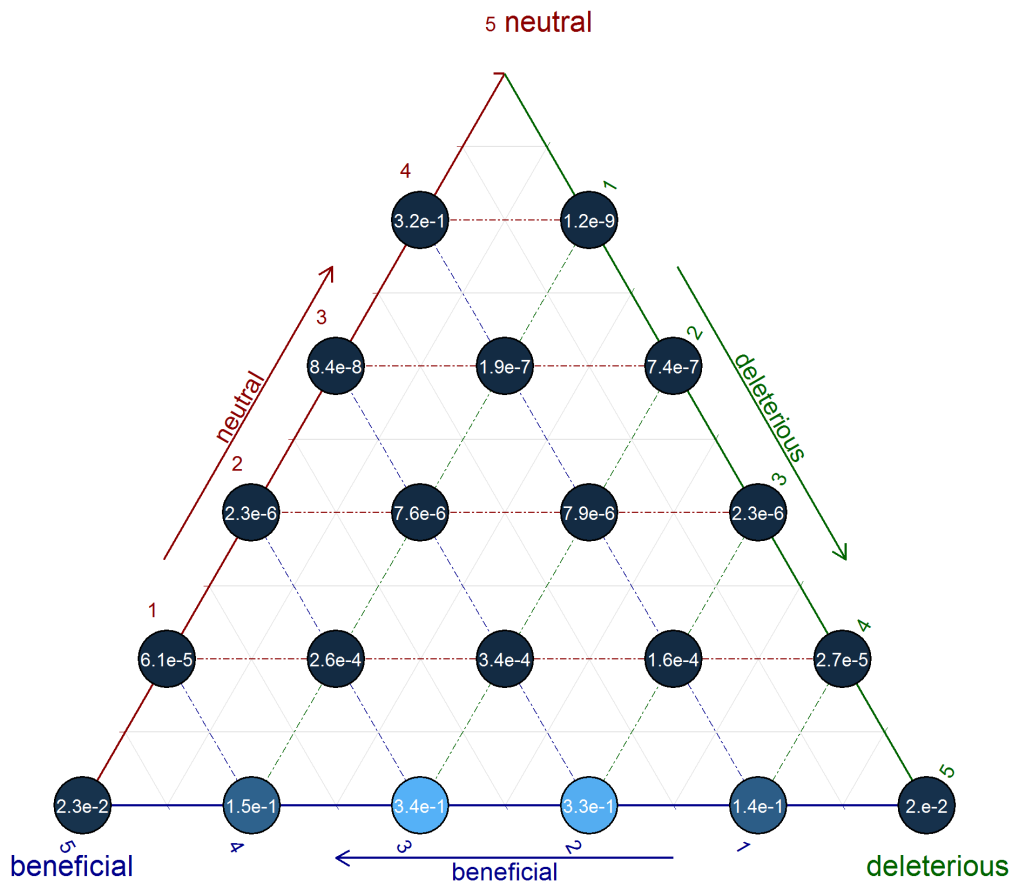 5 neutral
4
1
3.2e-1
1.2e-9
3
2
8.4e-8
1.9e-7
7.4e-7
neutral
deleterious
2
3
2.3e-6
7.6e-6
7.9e-6
2.3e-6
1
4
6.1e-5
2.6e-4
3.4e-4
1.6e-4
2.7e-5
5
2.3e-2
1.5e-1
3.4e-1
3.3e-1
1.4e-1
2.e-2
5
4
3
2
1
beneficial
beneficial
deleterious